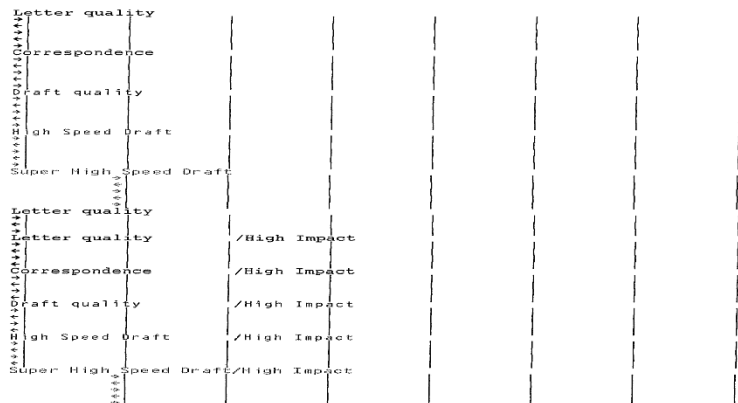 Letter quality
Correspondence
Draft quality
High Speed Draft
Super High Speed Draft
Letter quality
Letter quality /High Impact
Correspondence /High Impact
Draft quality /High Impact
High Speed Draft /High Impact
Super High Speed Draft/High Impact